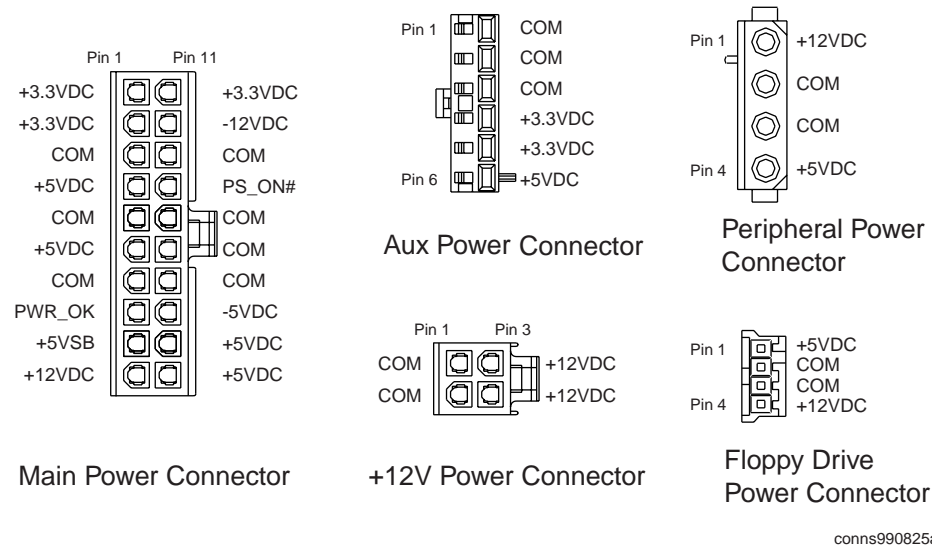 Pin 1 Pin 11
+3.3VDC +3.3VDC
+3.3VDC -12VDC
COM COM
+5VDC PS_ON#
COM COM
+5VDC COM
COM COM
PWR_OK -5VDC
+5VSB +5VDC
+12VDC +5VDC
Main Power Connector
Pin 1 COM
COM
COM
+3.3VDC
+3.3VDC
Pin 6 +5VDC
Aux Power Connector
Pin 1 Pin 3
COM +12VDC
COM +12VDC
+12V Power Connector
Pin 1 +12VDC
COM
COM
Pin 4 +5VDC
Peripheral Power
Connector
Pin 1 +5VDC
COM
COM
Pin 4 +12VDC
Floppy Drive
Power Connector
conns990825a